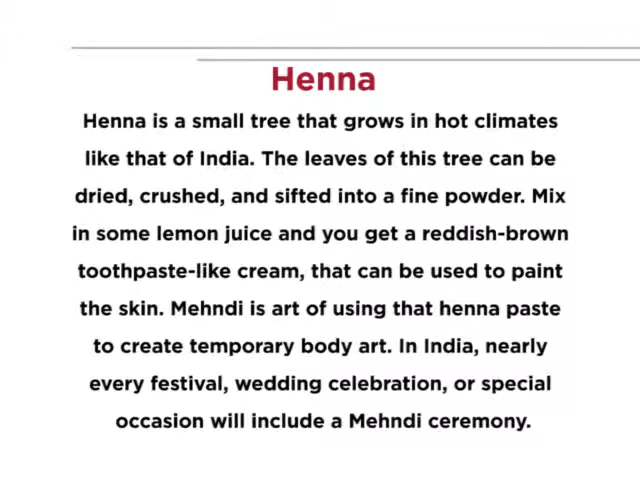 Henna
Henna is a small tree that grows in hot climates
like that of India. The leaves of this tree can be
dried, crushed, and sifted into a fine powder. Mix
in some lemon juice and you get a reddish-brown
toothpaste-like cream, that can be used to paint
the skin. Mehndi is art of using that henna paste
to create temporary body art. In India, nearly
every festival, wedding celebration, or special
occasion will include a Mehndi ceremony.